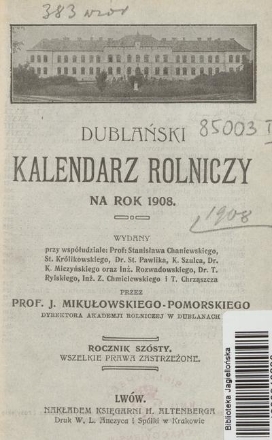 383 wzor
DUBLAŃSKI
85003 I
KALENDARZ ROLNICZY
NA ROK 1908.
1908
WYDANY
przy współudziale: Prof. Stanisława Chaniewskiego,
St. Królikowskiego, Dr. St. Pawlika, K. Szulca, Dr.
K. Miczyńskiego oraz Inż. Rozwadowskiego, Dr. T.
Rylskiego, Inż. Z. Chmielewskiego i T. Chrząszcza
PRZEZ
PROF. J. MIKUŁOWSKIEGO-POMORSKIEGO
DYREKTORA AKADEMJI ROLNICZEJ W DUBLANACH
ROCZNIK SZÓSTY.
WSZELKIE PRAWA ZASTRZEŻONE.
LWÓW.
NAKŁADEM KSIĘGARNI H. ALTENBERGA
Druk W. L. Anczyca i Spółki w Krakowie
Biblioteka Jagiellońska